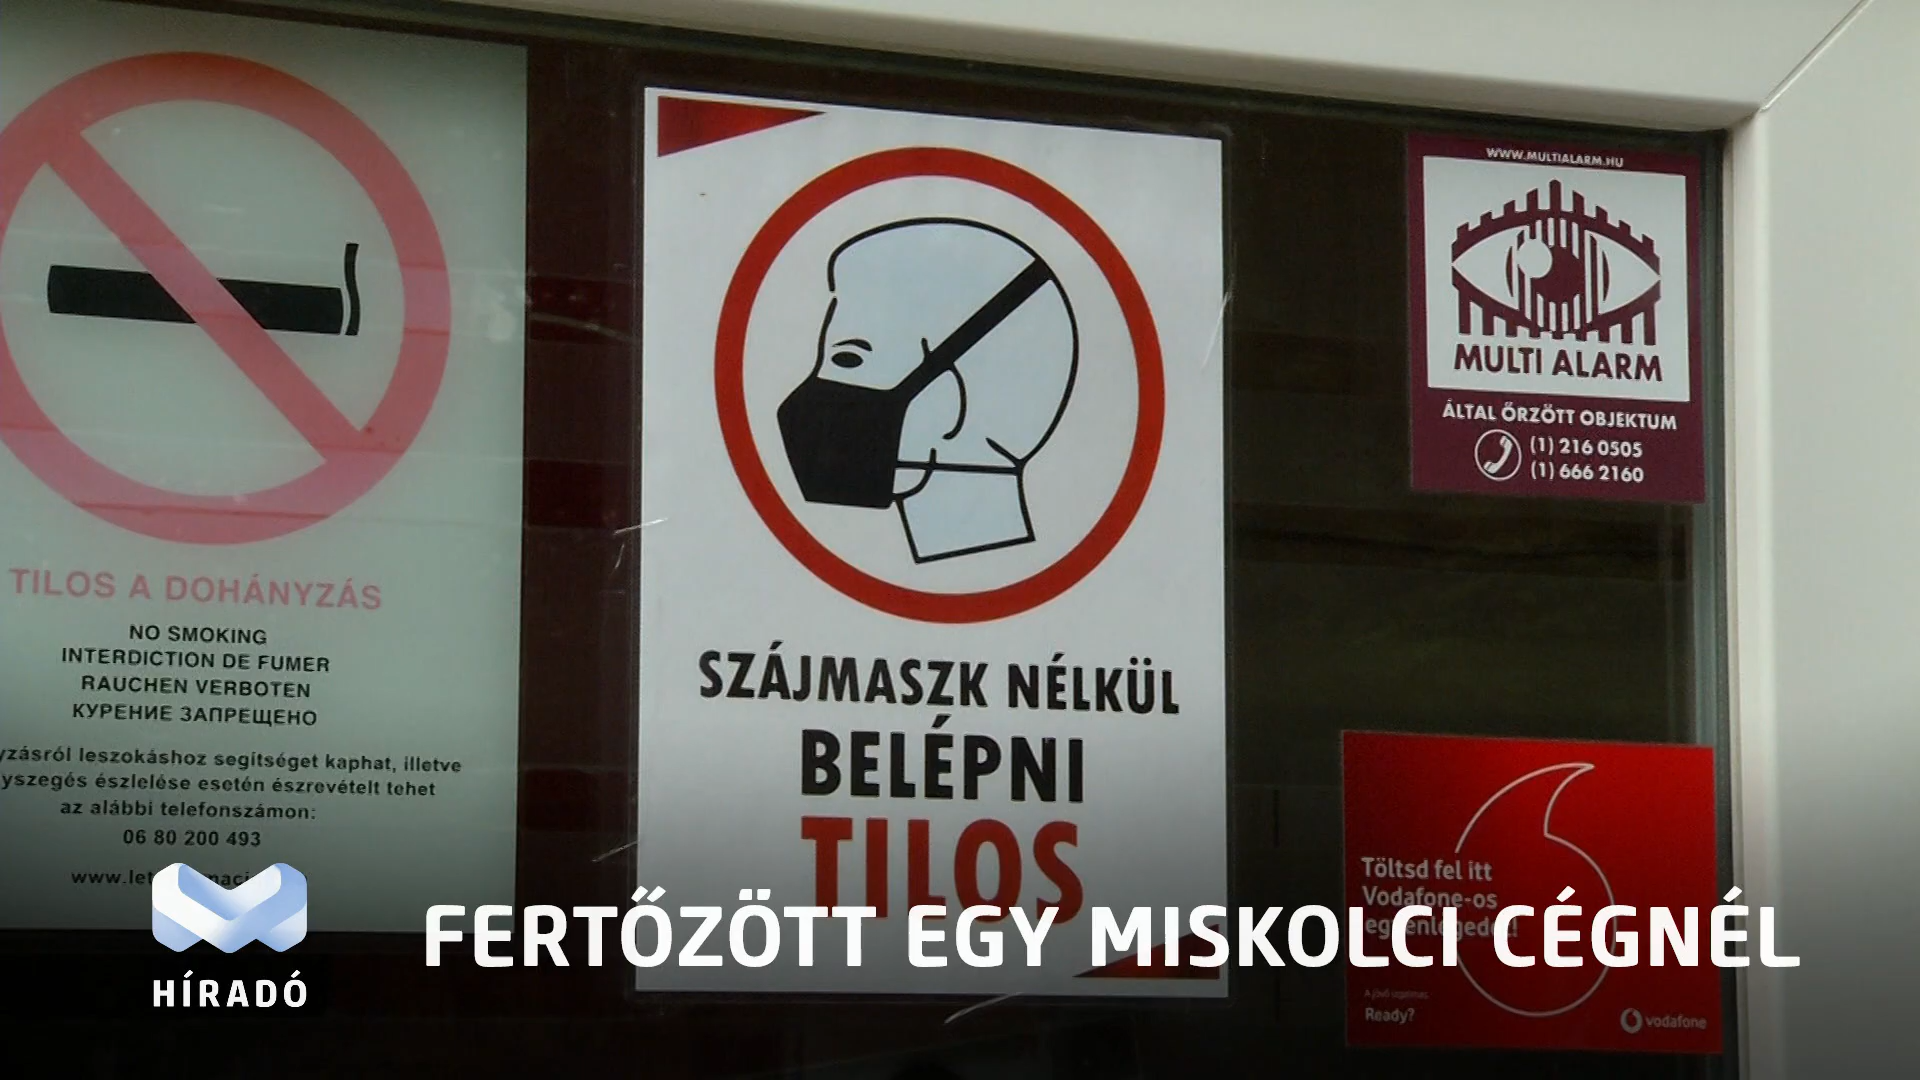 TILOS A DOHÁNYZÁS
NO SMOKING
INTERDICTION DE FUMER
RAUCHEN VERBOTEN
КУРЕНИЕ ЗАПРЕЩЕНО
leszokáshoz segítséget kaphat, illetve
észlelése esetén észrevételt tehet
az alábbi telefonszámon:
06 80 200 493
SZÁJMASZK NÉLKÜL
BELÉPNI
TILOS
WWW.MULTIALARM.HU
MULTI ALARM
ÁLTAL ŐRZÖTT OBJEKTUM
(1) 216 0505
(1) 666 2160
Töltsd fel itt
Vodafone-os
A jövő izgalmas.
Ready?
vodafone
HÍRADÓ
FERTŐZÖTT EGY MISKOLCI CÉGNÉL